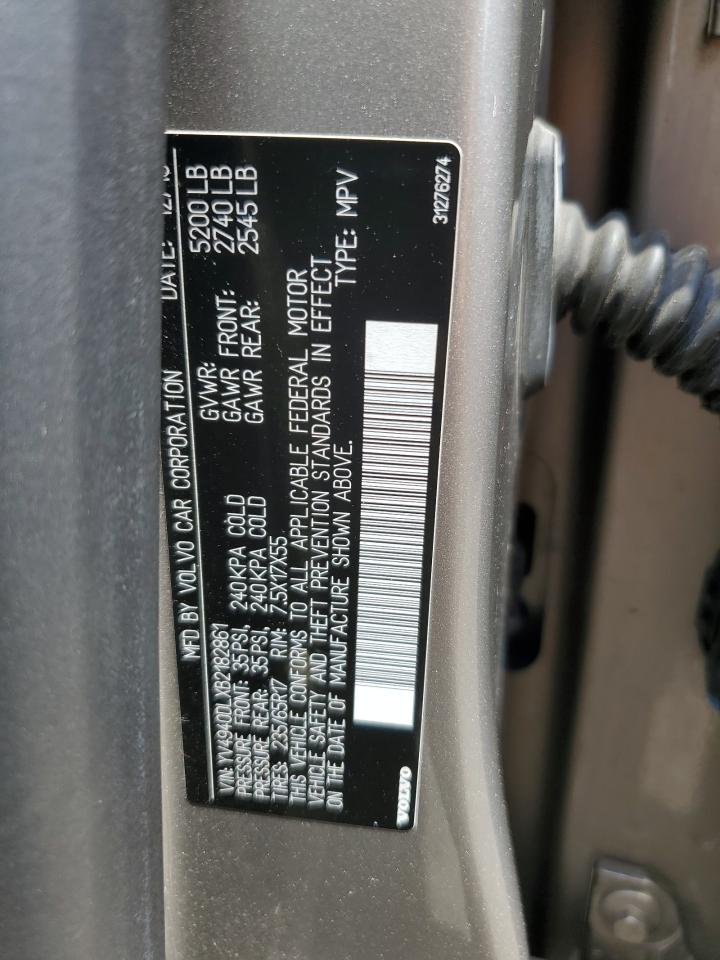 MFD BY VOLVO CAR CORPORATION DATE:
VIN: YV4940DLXB2182861 GVWR: 5200 LB
PRESSURE FRONT: 35PSI, 240KPA COLD GAWR FRONT: 2740 LB
PRESSURE REAR: 35PSI, 240KPA COLD GAWR REAR: 2545 LB
TIRES: 235/65R17 RIM: 7.5X17X55
THIS VEHICLE CONFORMS TO ALL APPLICABLE FEDERAL MOTOR
VEHICLE SAFETY AND THEFT PREVENTION STANDARDS IN EFFECT
ON THE DATE OF MANUFACTURE SHOWN ABOVE. TYPE: MPV
VOLVO 31276274